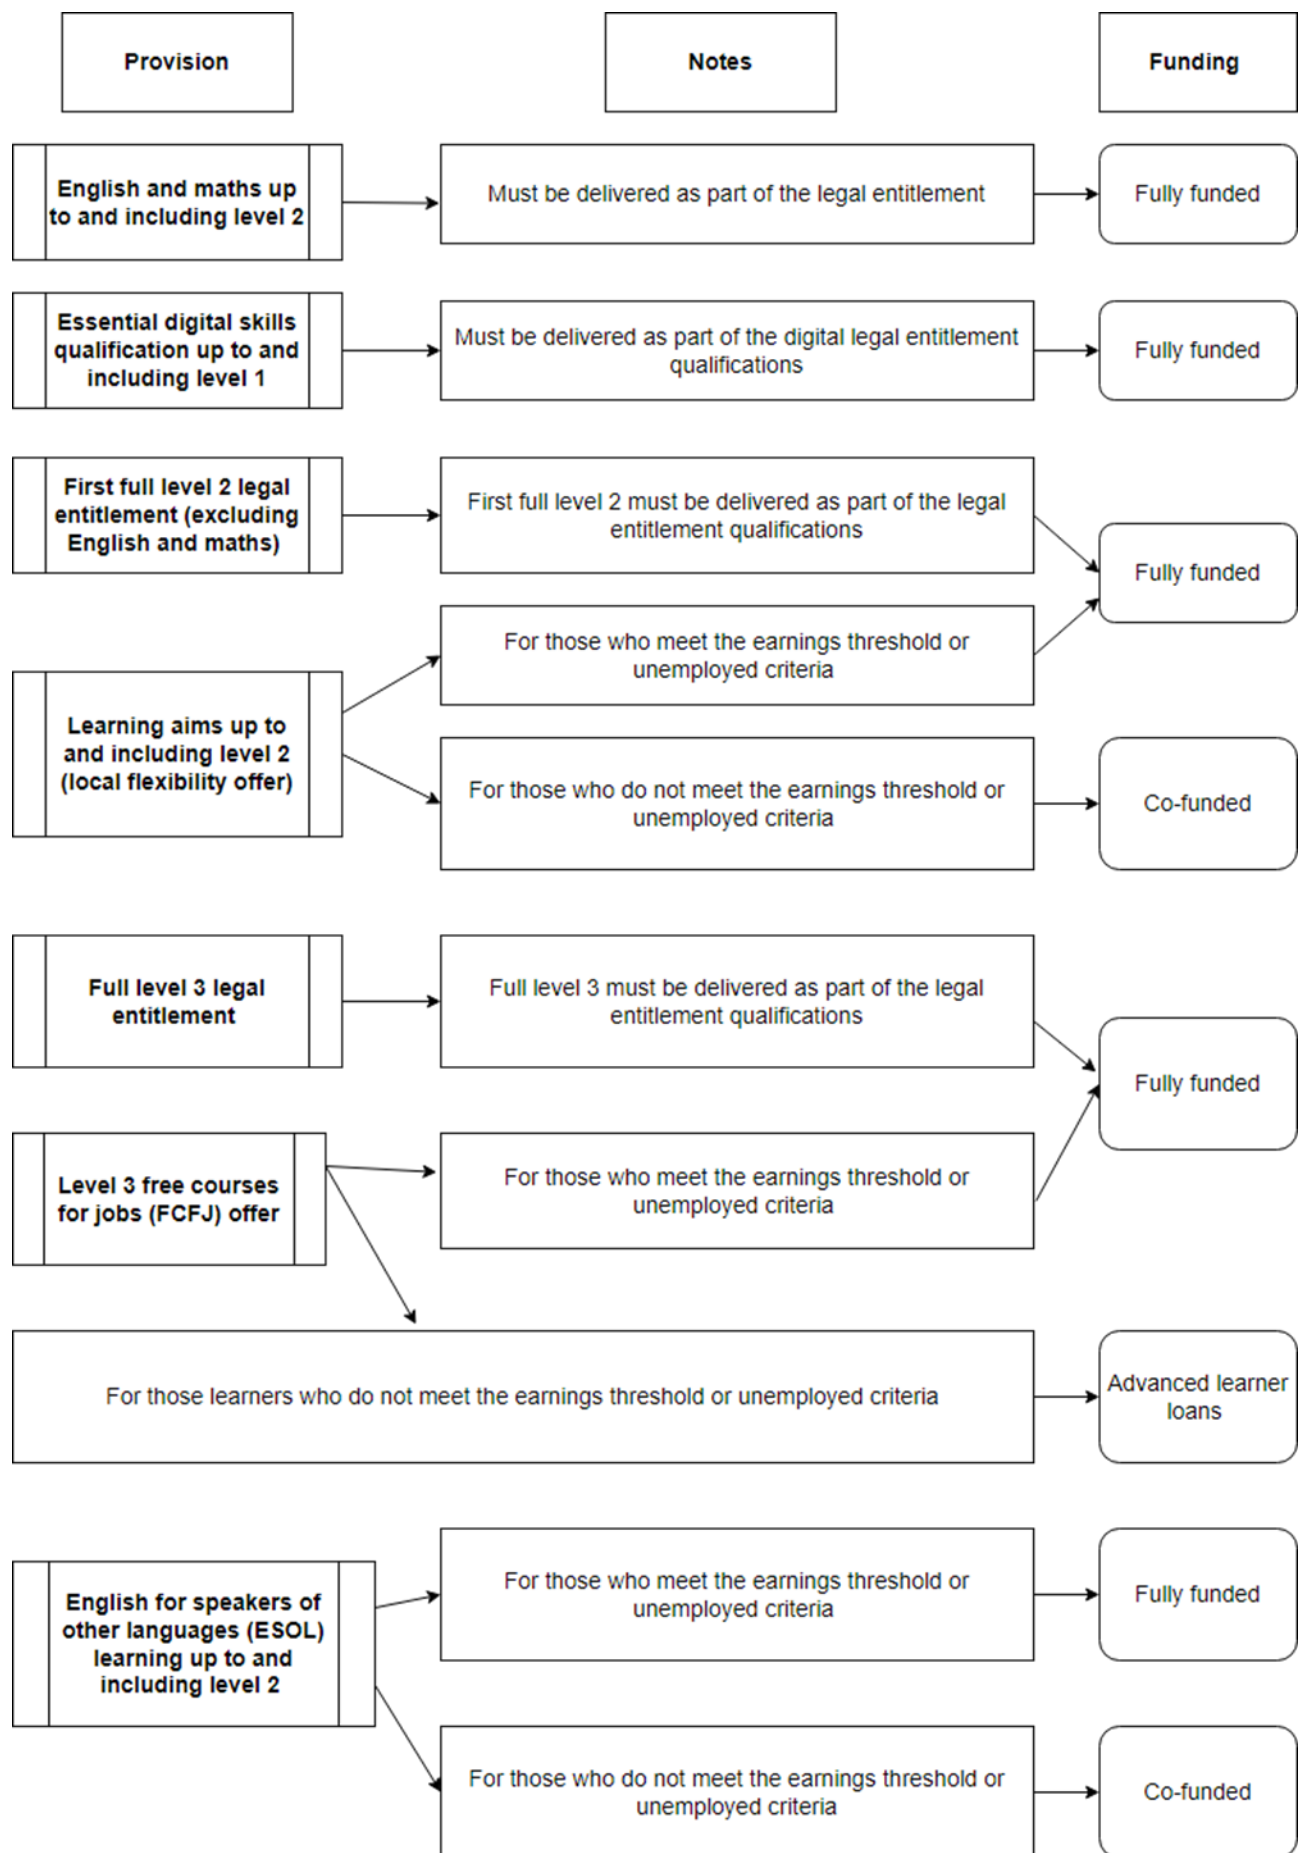 Provision
Notes
Funding
English and maths up
to and including level 2
Must be delivered as part of the legal entitlement
Fully funded
Essential digital skills
qualification up to and
including level 1
Must be delivered as part of the digital legal entitlement
qualifications
Fully funded
First full level 2 legal
entitlement (excluding
English and maths)
First full level 2 must be delivered as part of the legal
entitlement qualifications
Fully funded
Learning aims up to
and including level 2
(local flexibility offer)
For those who meet the earnings threshold or
unemployed criteria
For those who do not meet the earnings threshold or
unemployed criteria
Co-funded
Full level 3 legal
entitlement
Full level 3 must be delivered as part of the legal
entitlement qualifications
Fully funded
Level 3 free courses
for jobs (FCFJ) offer
For those who meet the earnings threshold or
unemployed criteria
For those learners who do not meet the earnings threshold or unemployed criteria
Advanced learner
loans
English for speakers of
other languages (ESOL)
learning up to and
including level 2
For those who meet the earnings threshold or
unemployed criteria
Fully funded
For those who do not meet the earnings threshold or
unemployed criteria
Co-funded